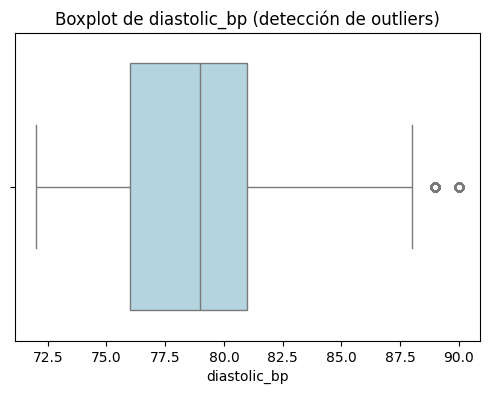 Boxplot de diastolic_bp (detección de outliers)
72.5 75.0 77.5 80.0 82.5 85.0 87.5 90.0
diastolic_bp